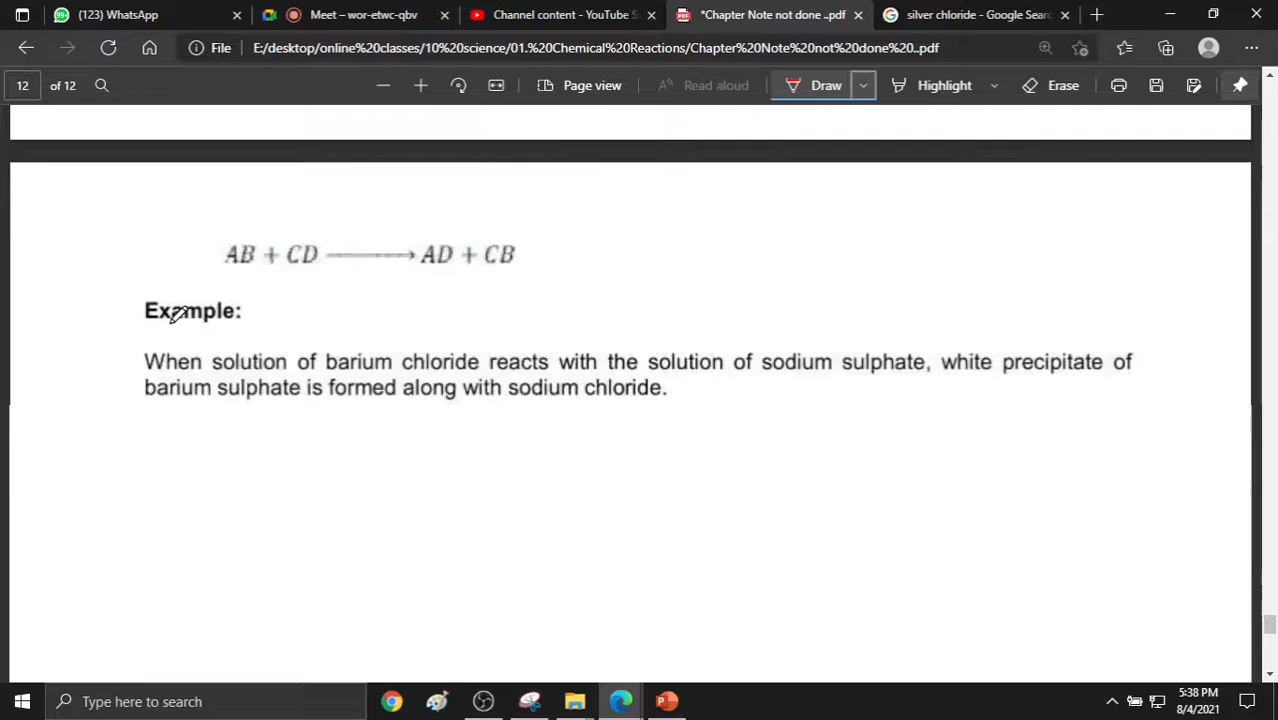 (123) WhatsApp
Meet – wor-etwc-qbv
Channel content - YouTube S
*Chapter Note not done ..pdf
silver chloride - Google Searc
File
E:/desktop/online%20classes/10%20science/01.%20Chemical%20Reactions/Chapter%20Note%20not%20done%20..pdf
12 of 12
Page view
Read aloud
Draw
Highlight
Erase
AB + CD ⟶ AD + CB
Example:
When solution of barium chloride reacts with the solution of sodium sulphate, white precipitate of
barium sulphate is formed along with sodium chloride.
Type here to search
5:38 PM
8/4/2021